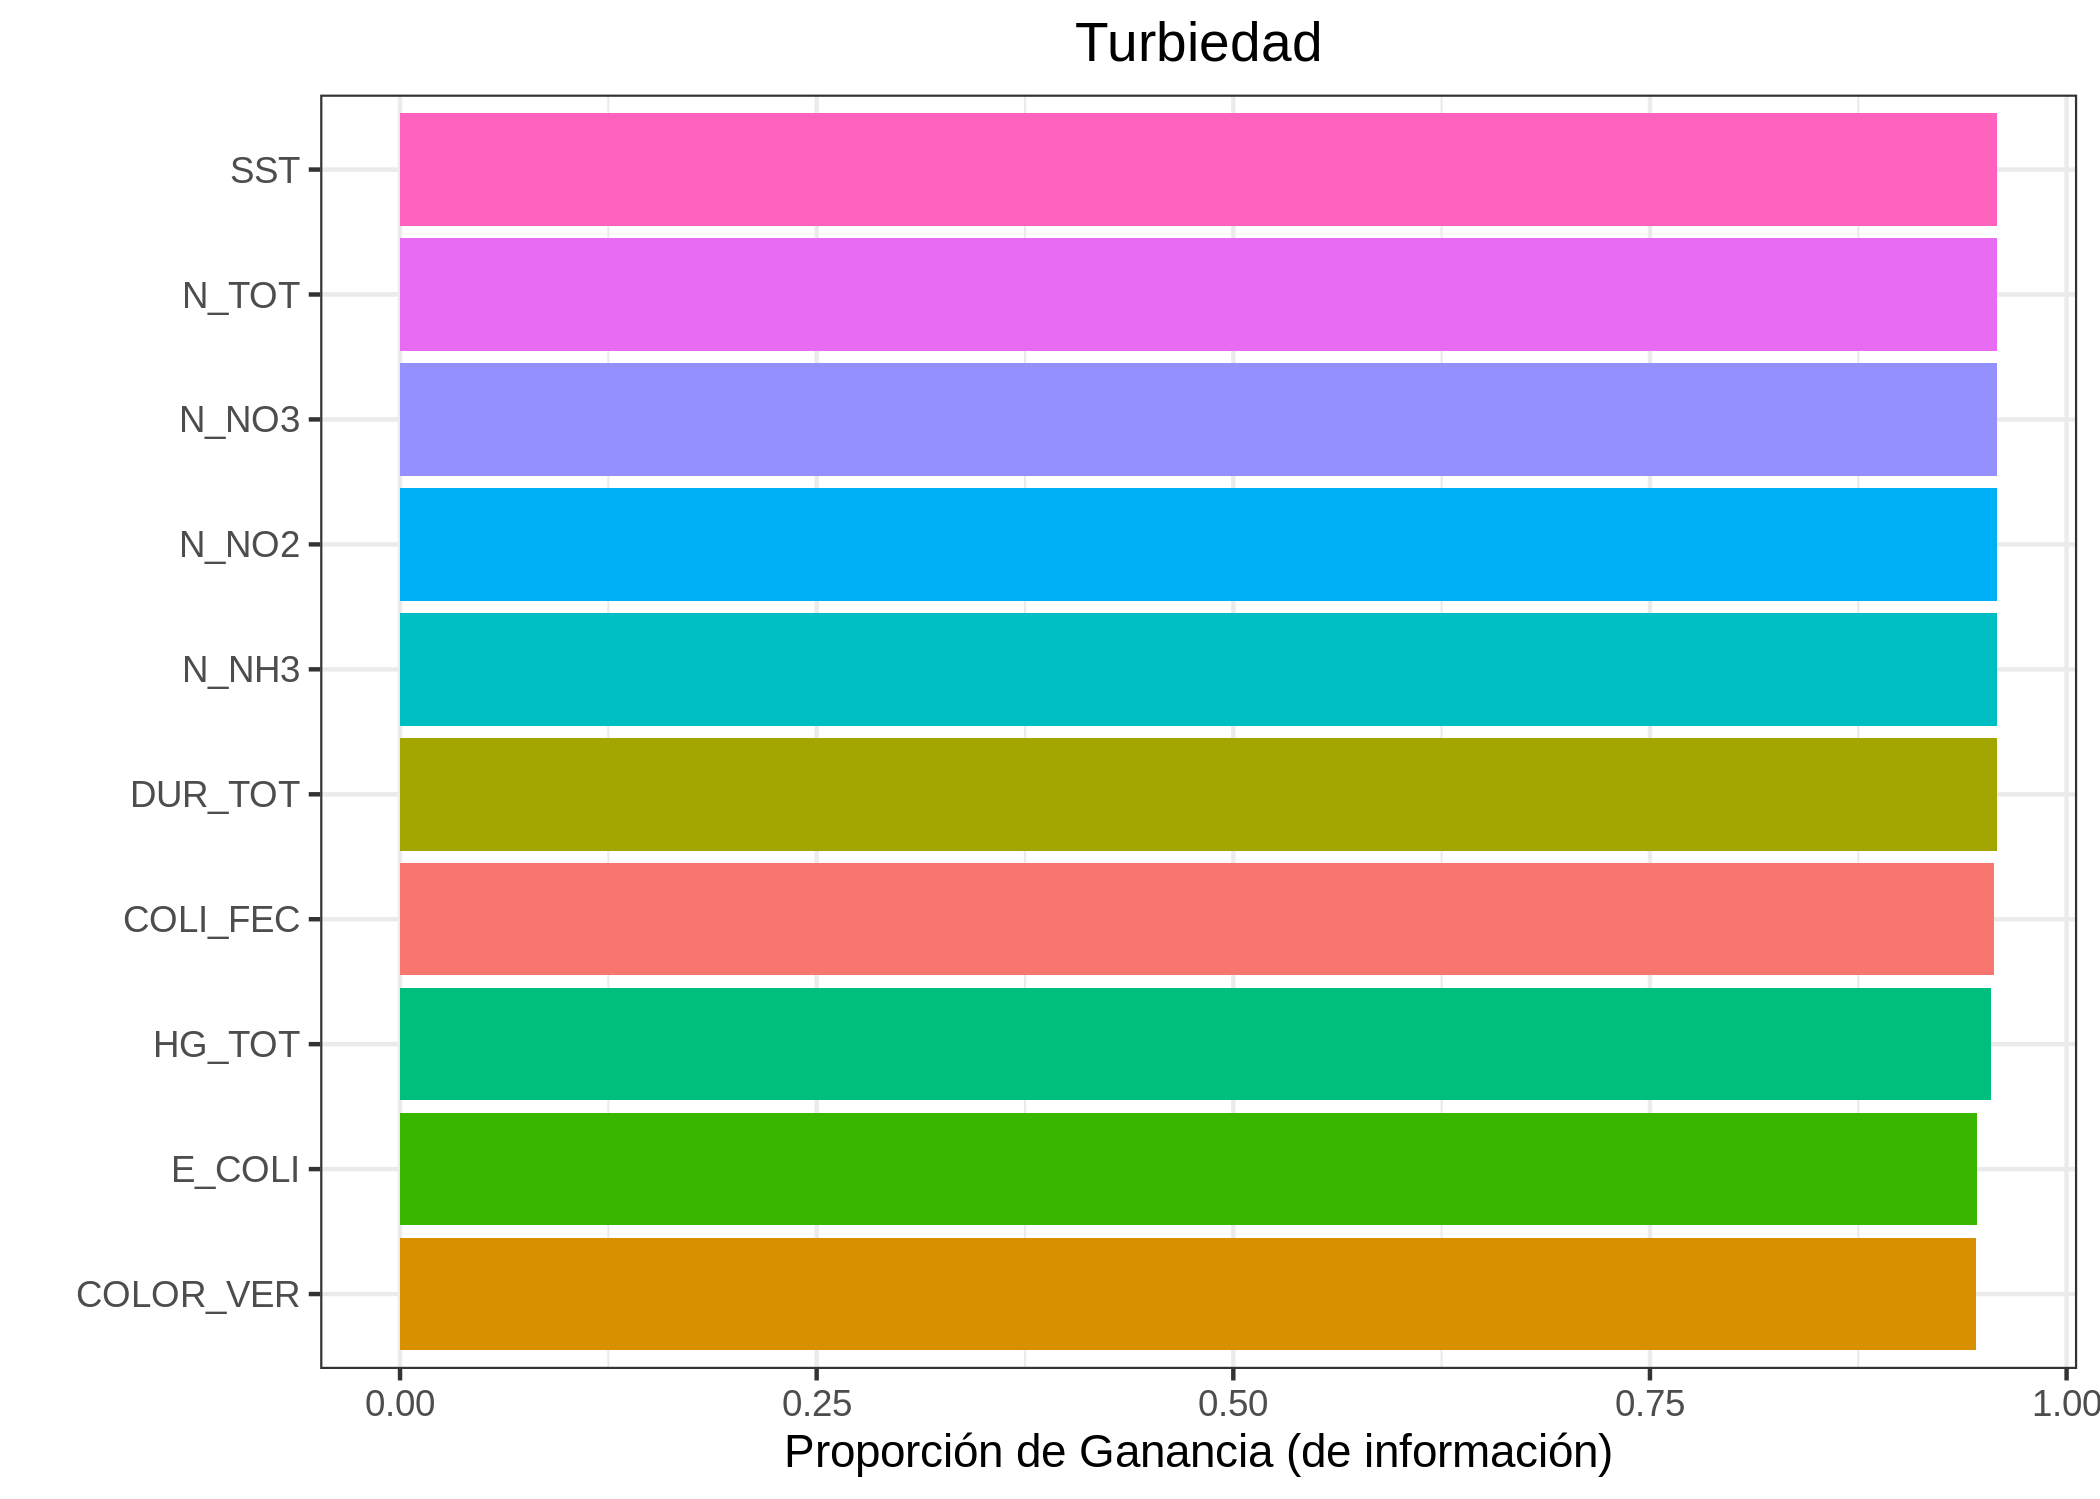 Turbiedad
SST
N_TOT
N_NO3
N_NO2
N_NH3
DUR_TOT
COLI_FEC
HG_TOT
E_COLI
COLOR_VER
0.00 0.25 0.50 0.75 1.00
Proporción de Ganancia (de información)